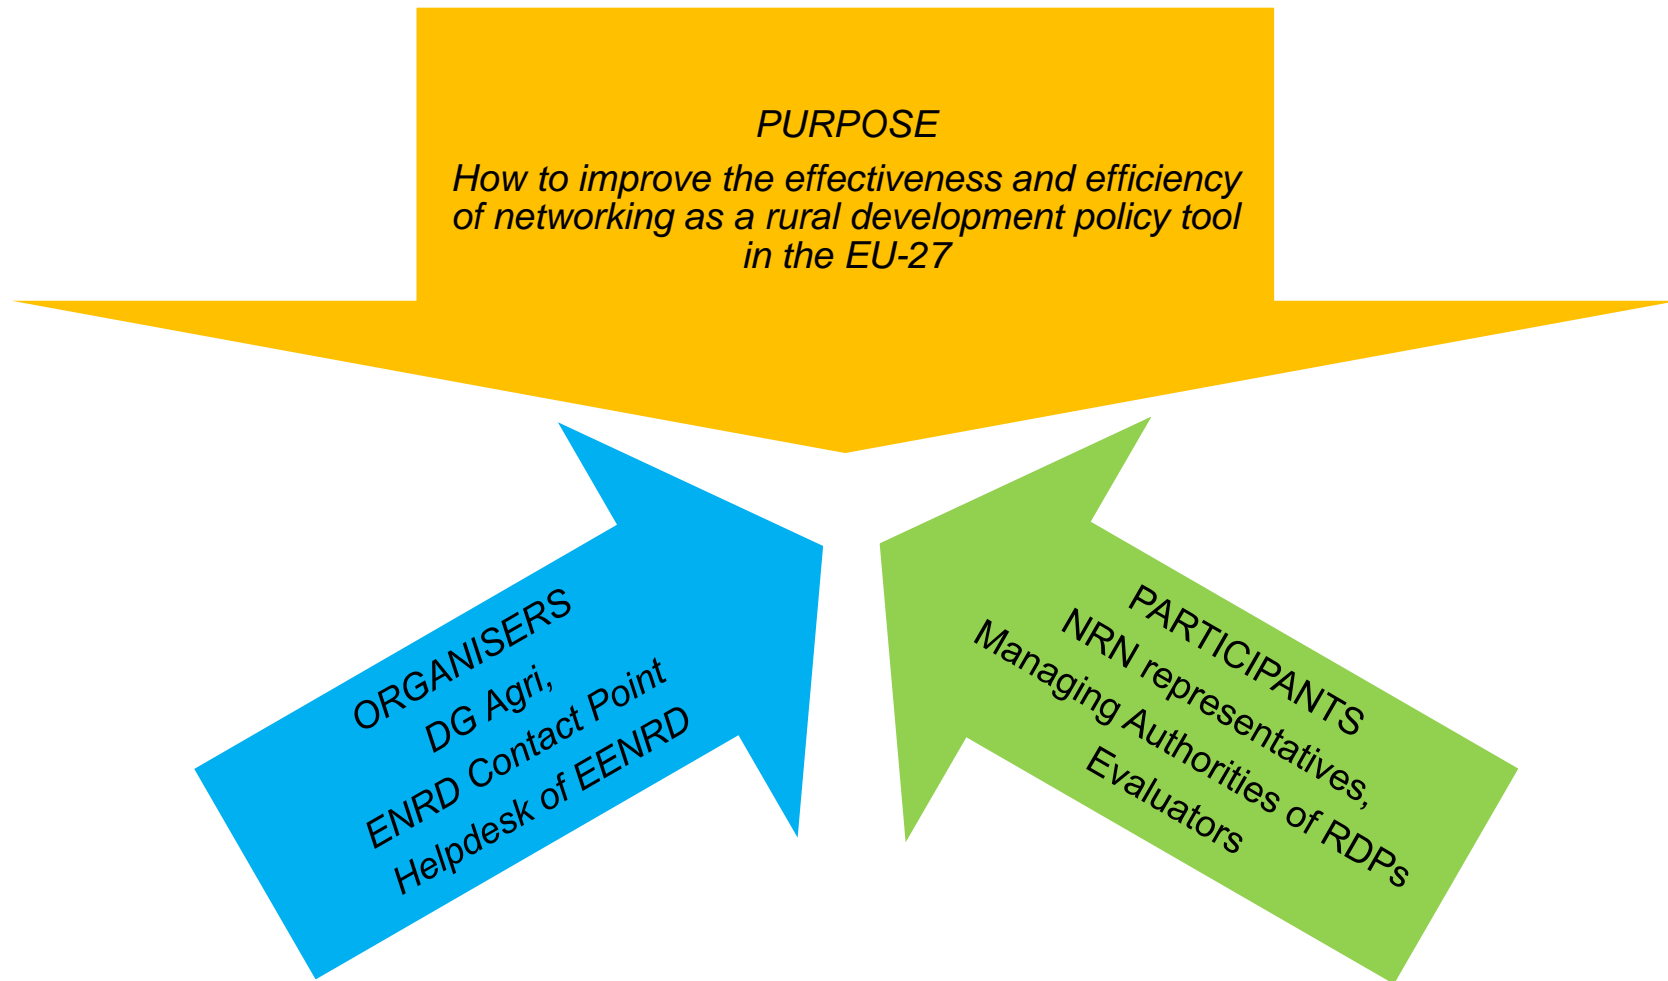 PURPOSE
How to improve the effectiveness and efficiency
of networking as a rural development policy tool
in the EU-27
ORGANISERS
DG Agri,
ENRD Contact Point
Helpdesk of EENRD
PARTICIPANTS
NRN representatives,
Managing Authorities of RDPs
Evaluators